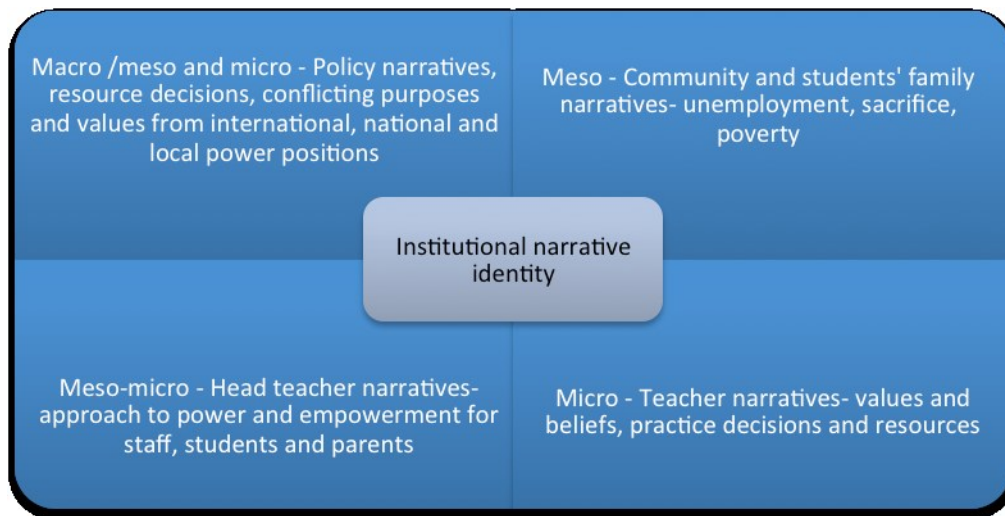 Macro /meso and micro - Policy narratives,
resource decisions, conflicting purposes
and values from international, national and
local power positions
Meso - Community and students' family
narratives- unemployment, sacrifice,
poverty
Institutional narrative
identity
Meso-micro - Head teacher narratives-
approach to power and empowerment for
staff, students and parents
Micro - Teacher narratives- values and
beliefs, practice decisions and resources